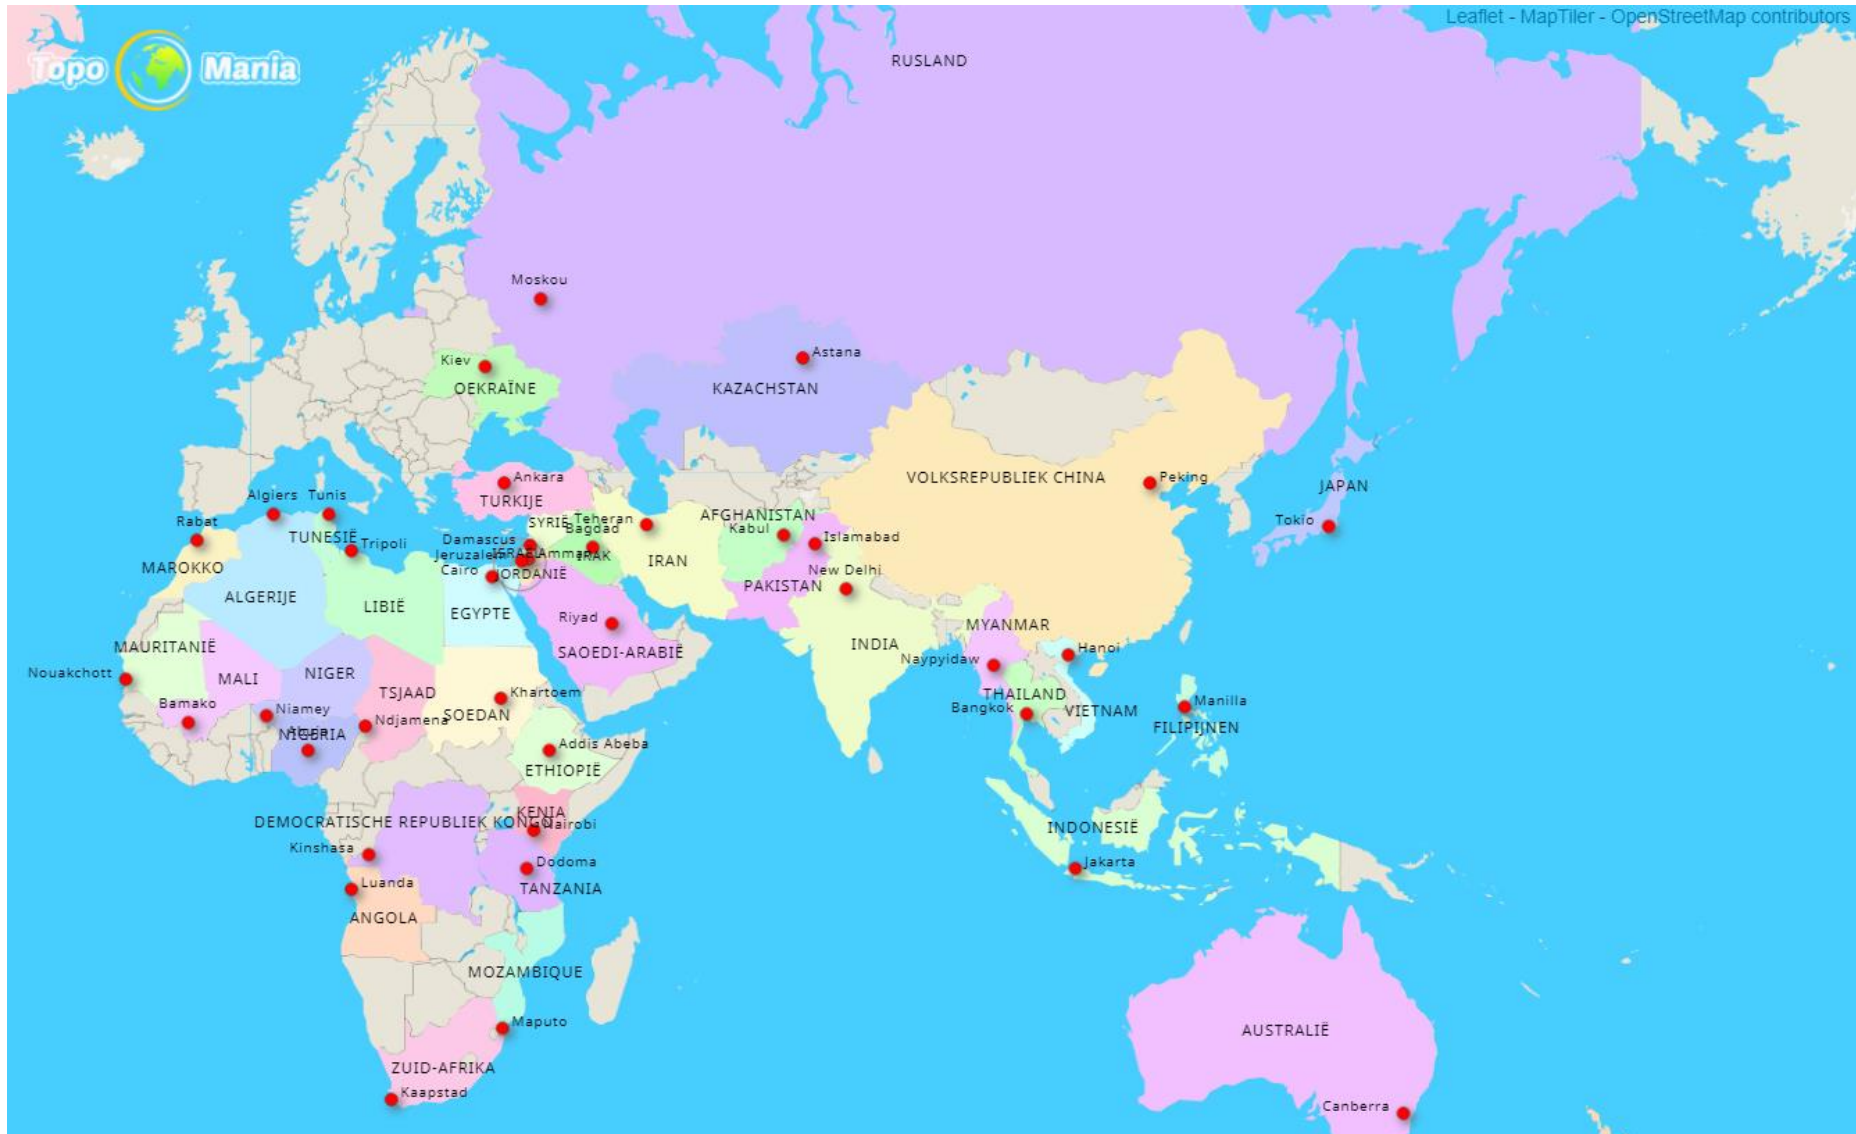 Leaflet - MapTiler - OpenStreetMap contributors
Topo Mania
RUSLAND
Moskou
Astana
Kiev
OEKRAÏNE
KAZACHSTAN
VOLKSREPUBLIEK CHINA
Peking
JAPAN
Tokio
Ankara
TURKIJE
Algiers
Tunis
Rabat
TUNESIË
Tripoli
MAROKKO
SYRIË
Teheran
Bagdad
Damascus
Jeruzalem
ISRAËL
Amman
IRAK
IRAN
Cairo
JORDANIË
AFGHANISTAN
Kabul
Islamabad
New Delhi
PAKISTAN
ALGERIJE
LIBIË
EGYPTE
Riyad
SAOEDI-ARABIË
INDIA
MYANMAR
Hanoi
Naypyidaw
THAILAND
Bangkok
VIETNAM
Manilla
FILIPIJNEN
MAURITANIË
Nouakchott
MALI
NIGER
TSJAAD
Khartoem
SOEDAN
Bamako
Niamey
Ndjamena
NIGERIA
Abuja
Addis Abeba
ETHIOPIË
KENIA
DEMOCRATISCHE REPUBLIEK KONGO
Nairobi
Kinshasa
Dodoma
TANZANIA
Luanda
ANGOLA
INDONESIË
Jakarta
MOZAMBIQUE
Maputo
AUSTRALIË
ZUID-AFRIKA
Kaapstad
Canberra